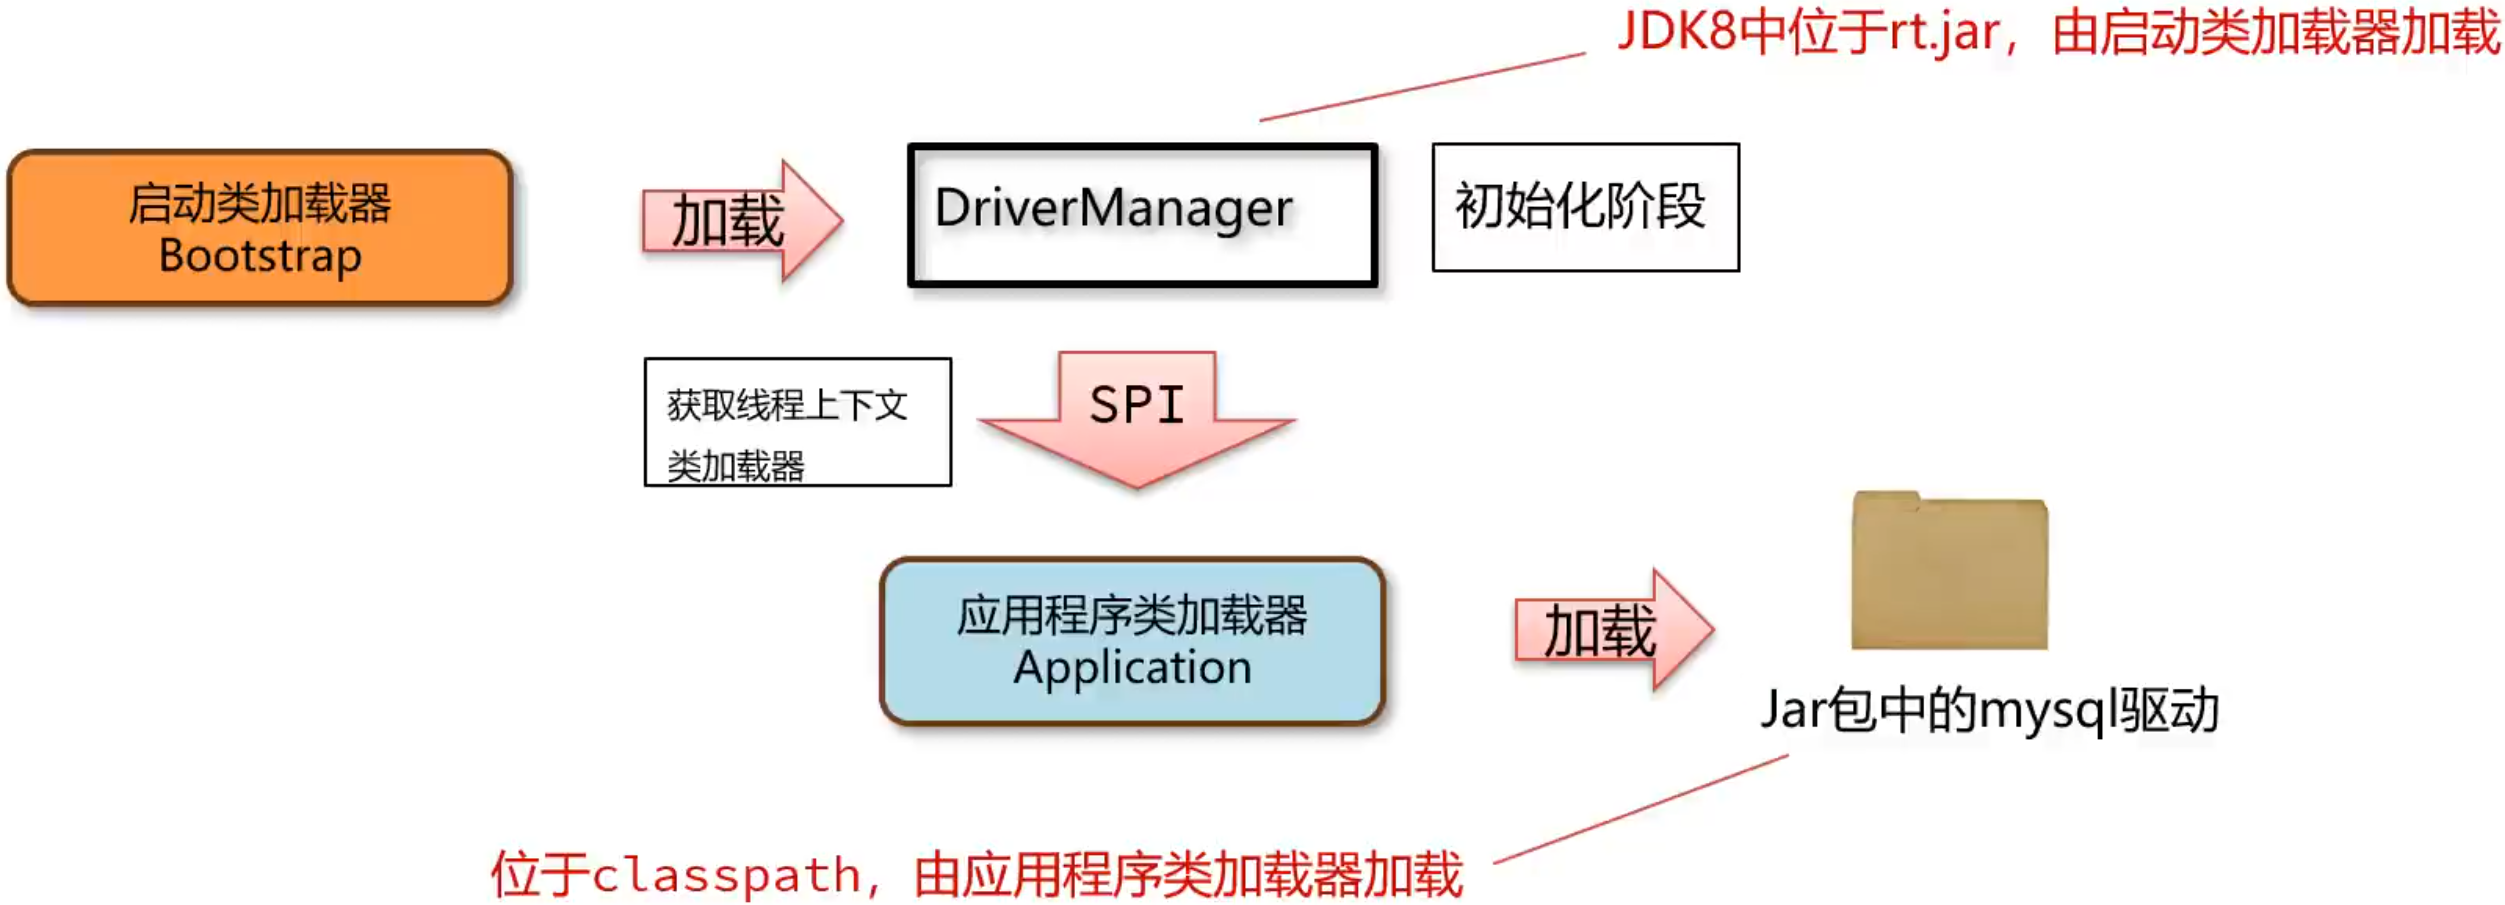 JDK8中位于rt.jar，由启动类加载器加载
启动类加载器
Bootstrap
加载
DriverManager
初始化阶段
获取线程上下文
类加载器
SPI
应用程序类加载器
Application
加载
Jar包中的mysql驱动
位于classpath，由应用程序类加载器加载